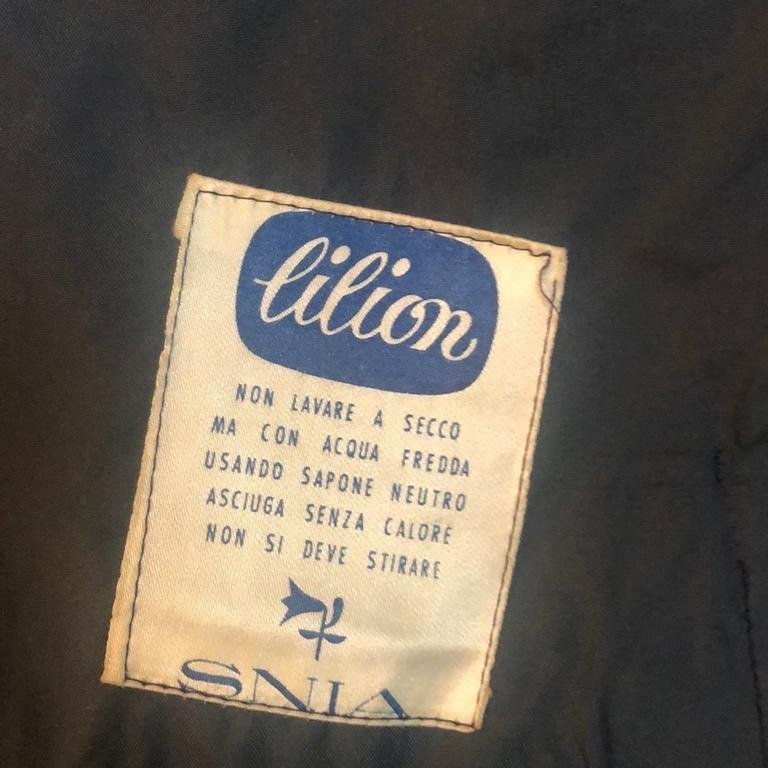 lilion
NON LAVARE A SECCO
MA CON ACQUA FREDDA
USANDO SAPONE NEUTRO
ASCIUGA SENZA CALORE
NON SI DEVE STIRARE
SNIA